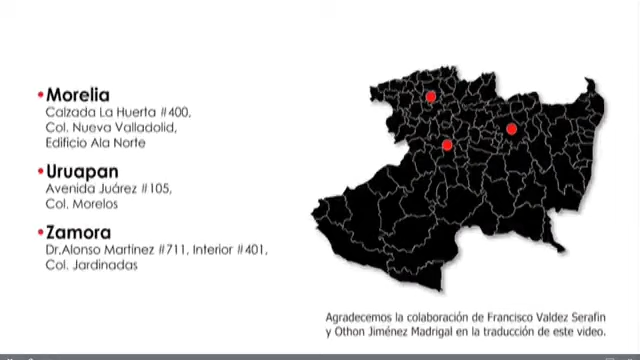 •Morelia
Calzada La Huerta #400,
Col. Nueva Valladolid,
Edificio Ala Norte
•Uruapan
Avenida Juárez #105,
Col. Morelos
•Zamora
Dr.Alonso Martínez #711, Interior #401,
Col. Jardinadas
Agradecemos la colaboración de Francisco Valdez Serafin
y Othon Jiménez Madrigal en la traducción de este video.